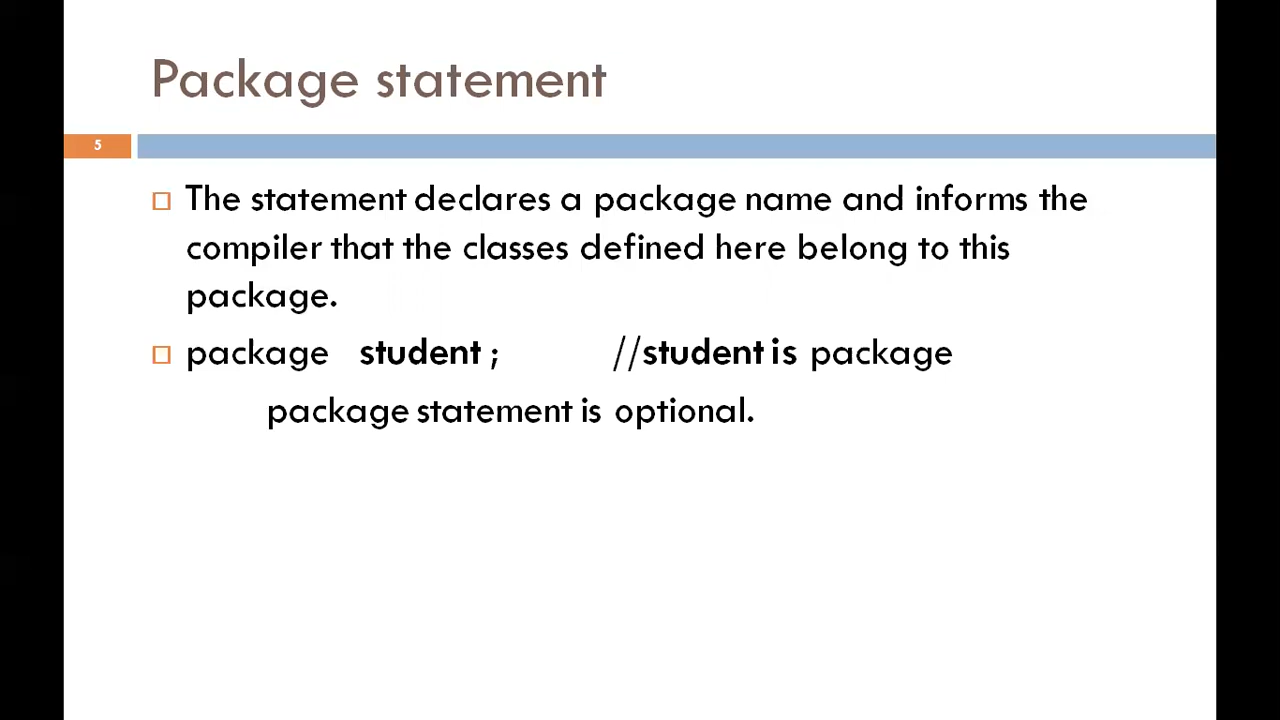 Package statement
5
The statement declares a package name and informs the
compiler that the classes defined here belong to this
package.
package student ; //student is package
package statement is optional.